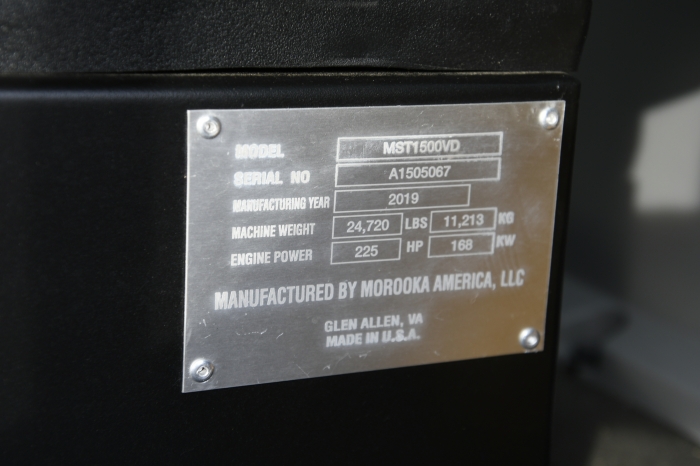 MODEL MST1500VD
SERIAL NO A1505067
MANUFACTURING YEAR 2019
MACHINE WEIGHT 24,720 LBS 11,213 KG
ENGINE POWER 225 HP 168 KW
MANUFACTURED BY MOROOKA AMERICA, LLC
GLEN ALLEN, VA
MADE IN U.S.A.